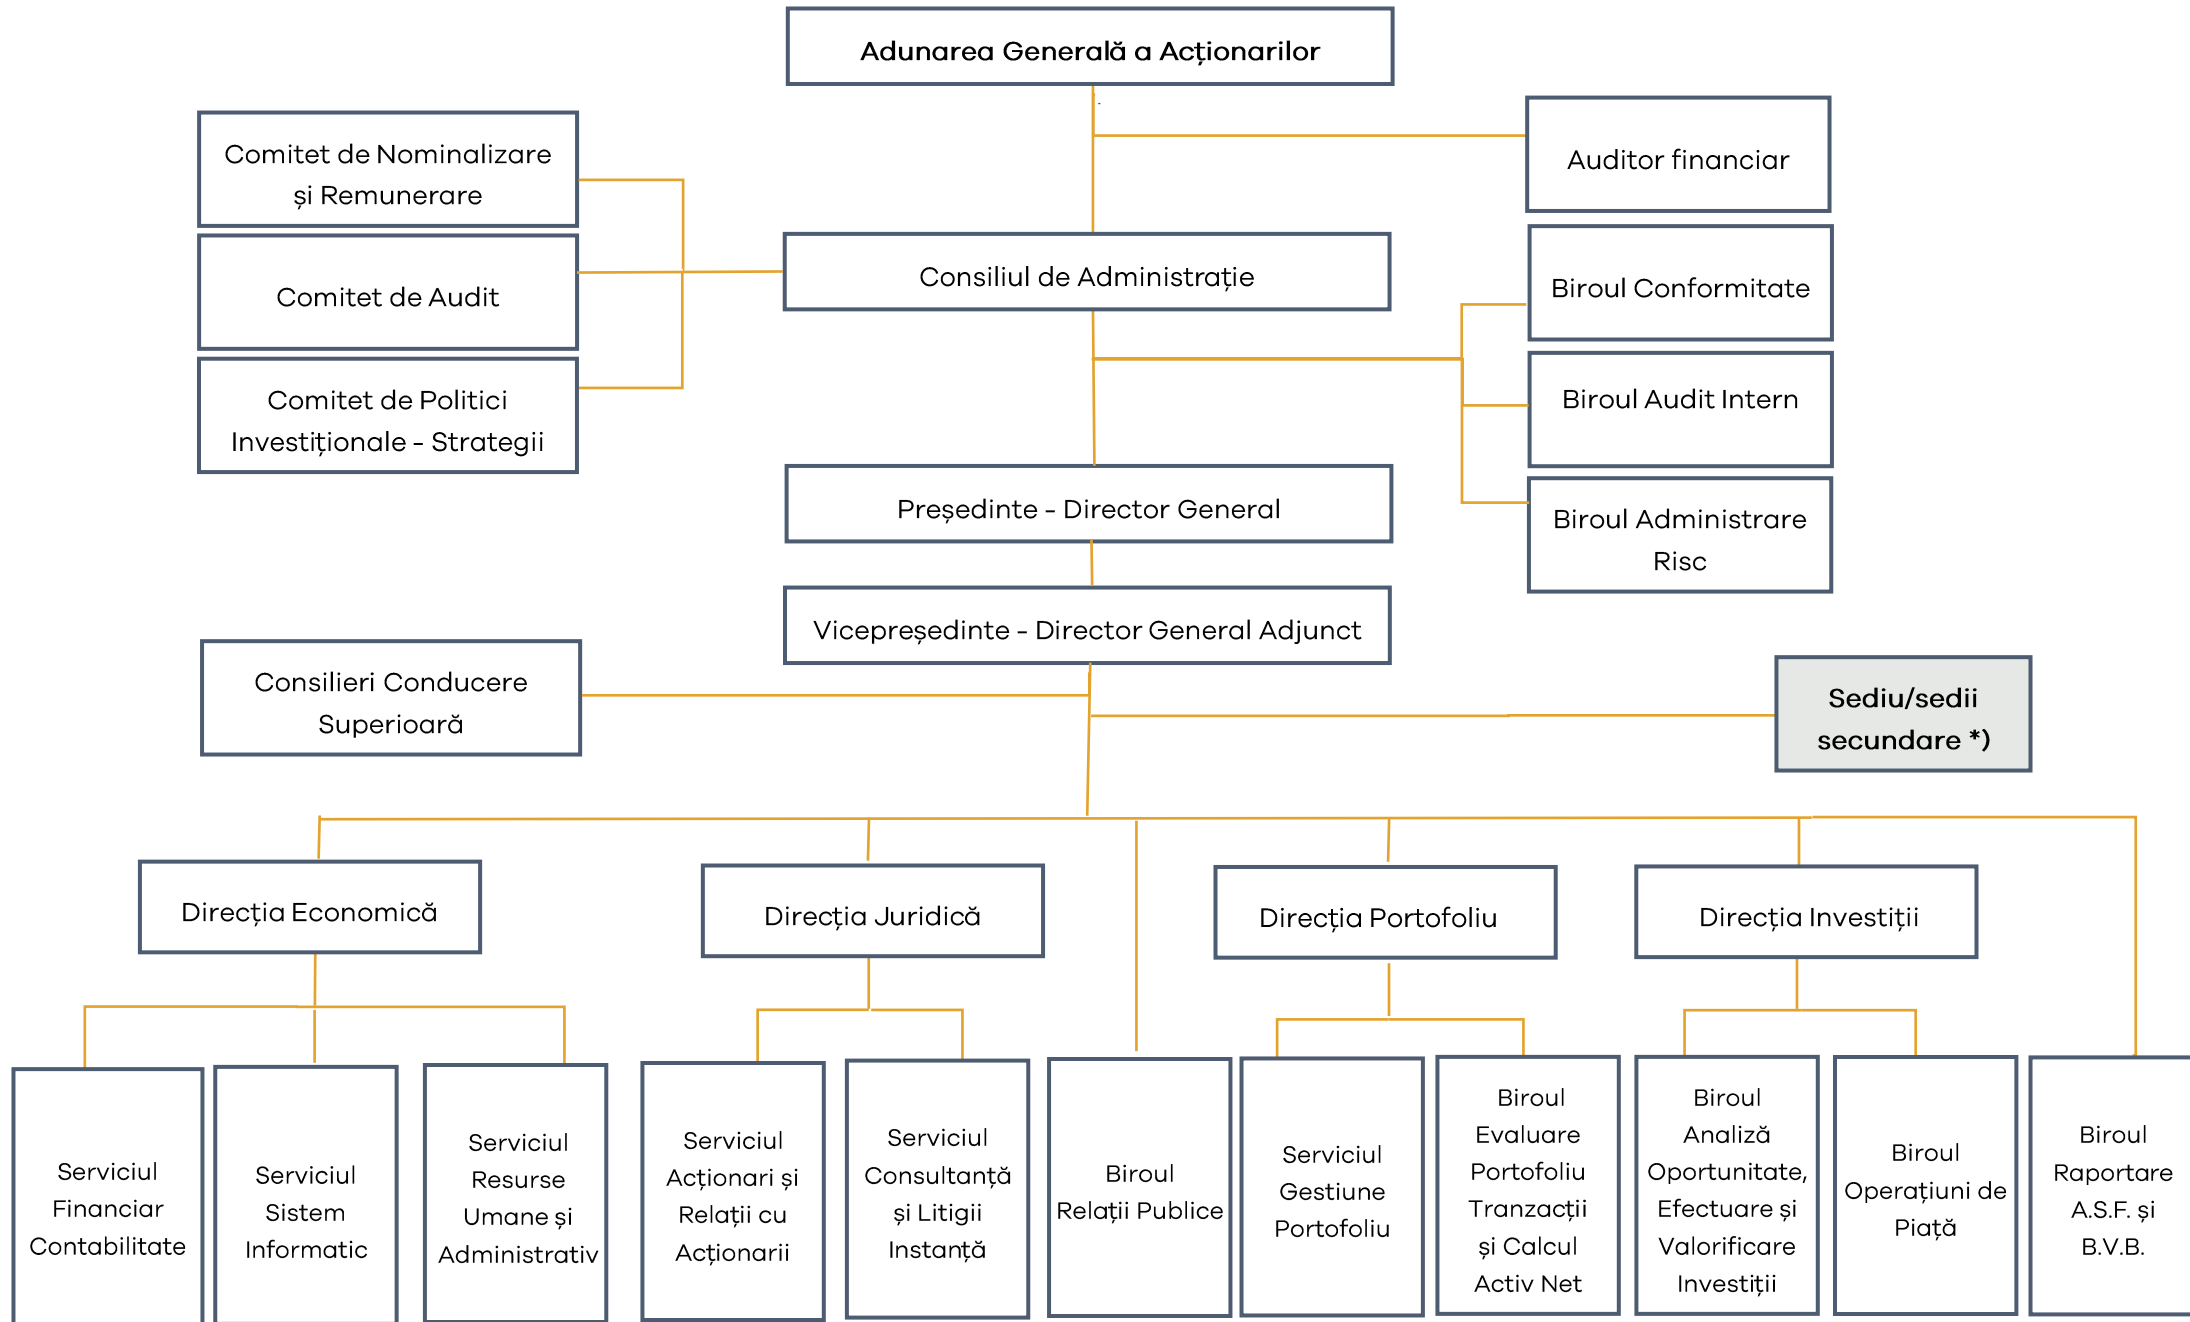 Adunarea Generală a Acționarilor
Comitet de Nominalizare
și Remunerare
Auditor financiar
Comitet de Audit
Consiliul de Administrație
Biroul Conformitate
Comitet de Politici
Investiționale - Strategii
Biroul Audit Intern
Președinte - Director General
Biroul Administrare
Risc
Vicepreședinte - Director General Adjunct
Consilieri Conducere
Superioară
Sediu/sedii
secundare *)
Direcția Economică
Direcția Juridică
Direcția Portofoliu
Direcția Investiții
Serviciul
Financiar
Contabilitate
Serviciul
Sistem
Informatic
Serviciul
Resurse
Umane și
Administrativ
Serviciul
Acționari și
Relații cu
Acționarii
Serviciul
Consultanță
și Litigii
Instanță
Biroul
Relații Publice
Serviciul
Gestiune
Portofoliu
Biroul
Evaluare
Portofoliu
Tranzacții
și Calcul
Activ Net
Biroul
Analiză
Oportunitate,
Efectuare și
Valorificare
Investiții
Biroul
Operațiuni de
Piață
Biroul
Raportare
A.S.F. și
B.V.B.